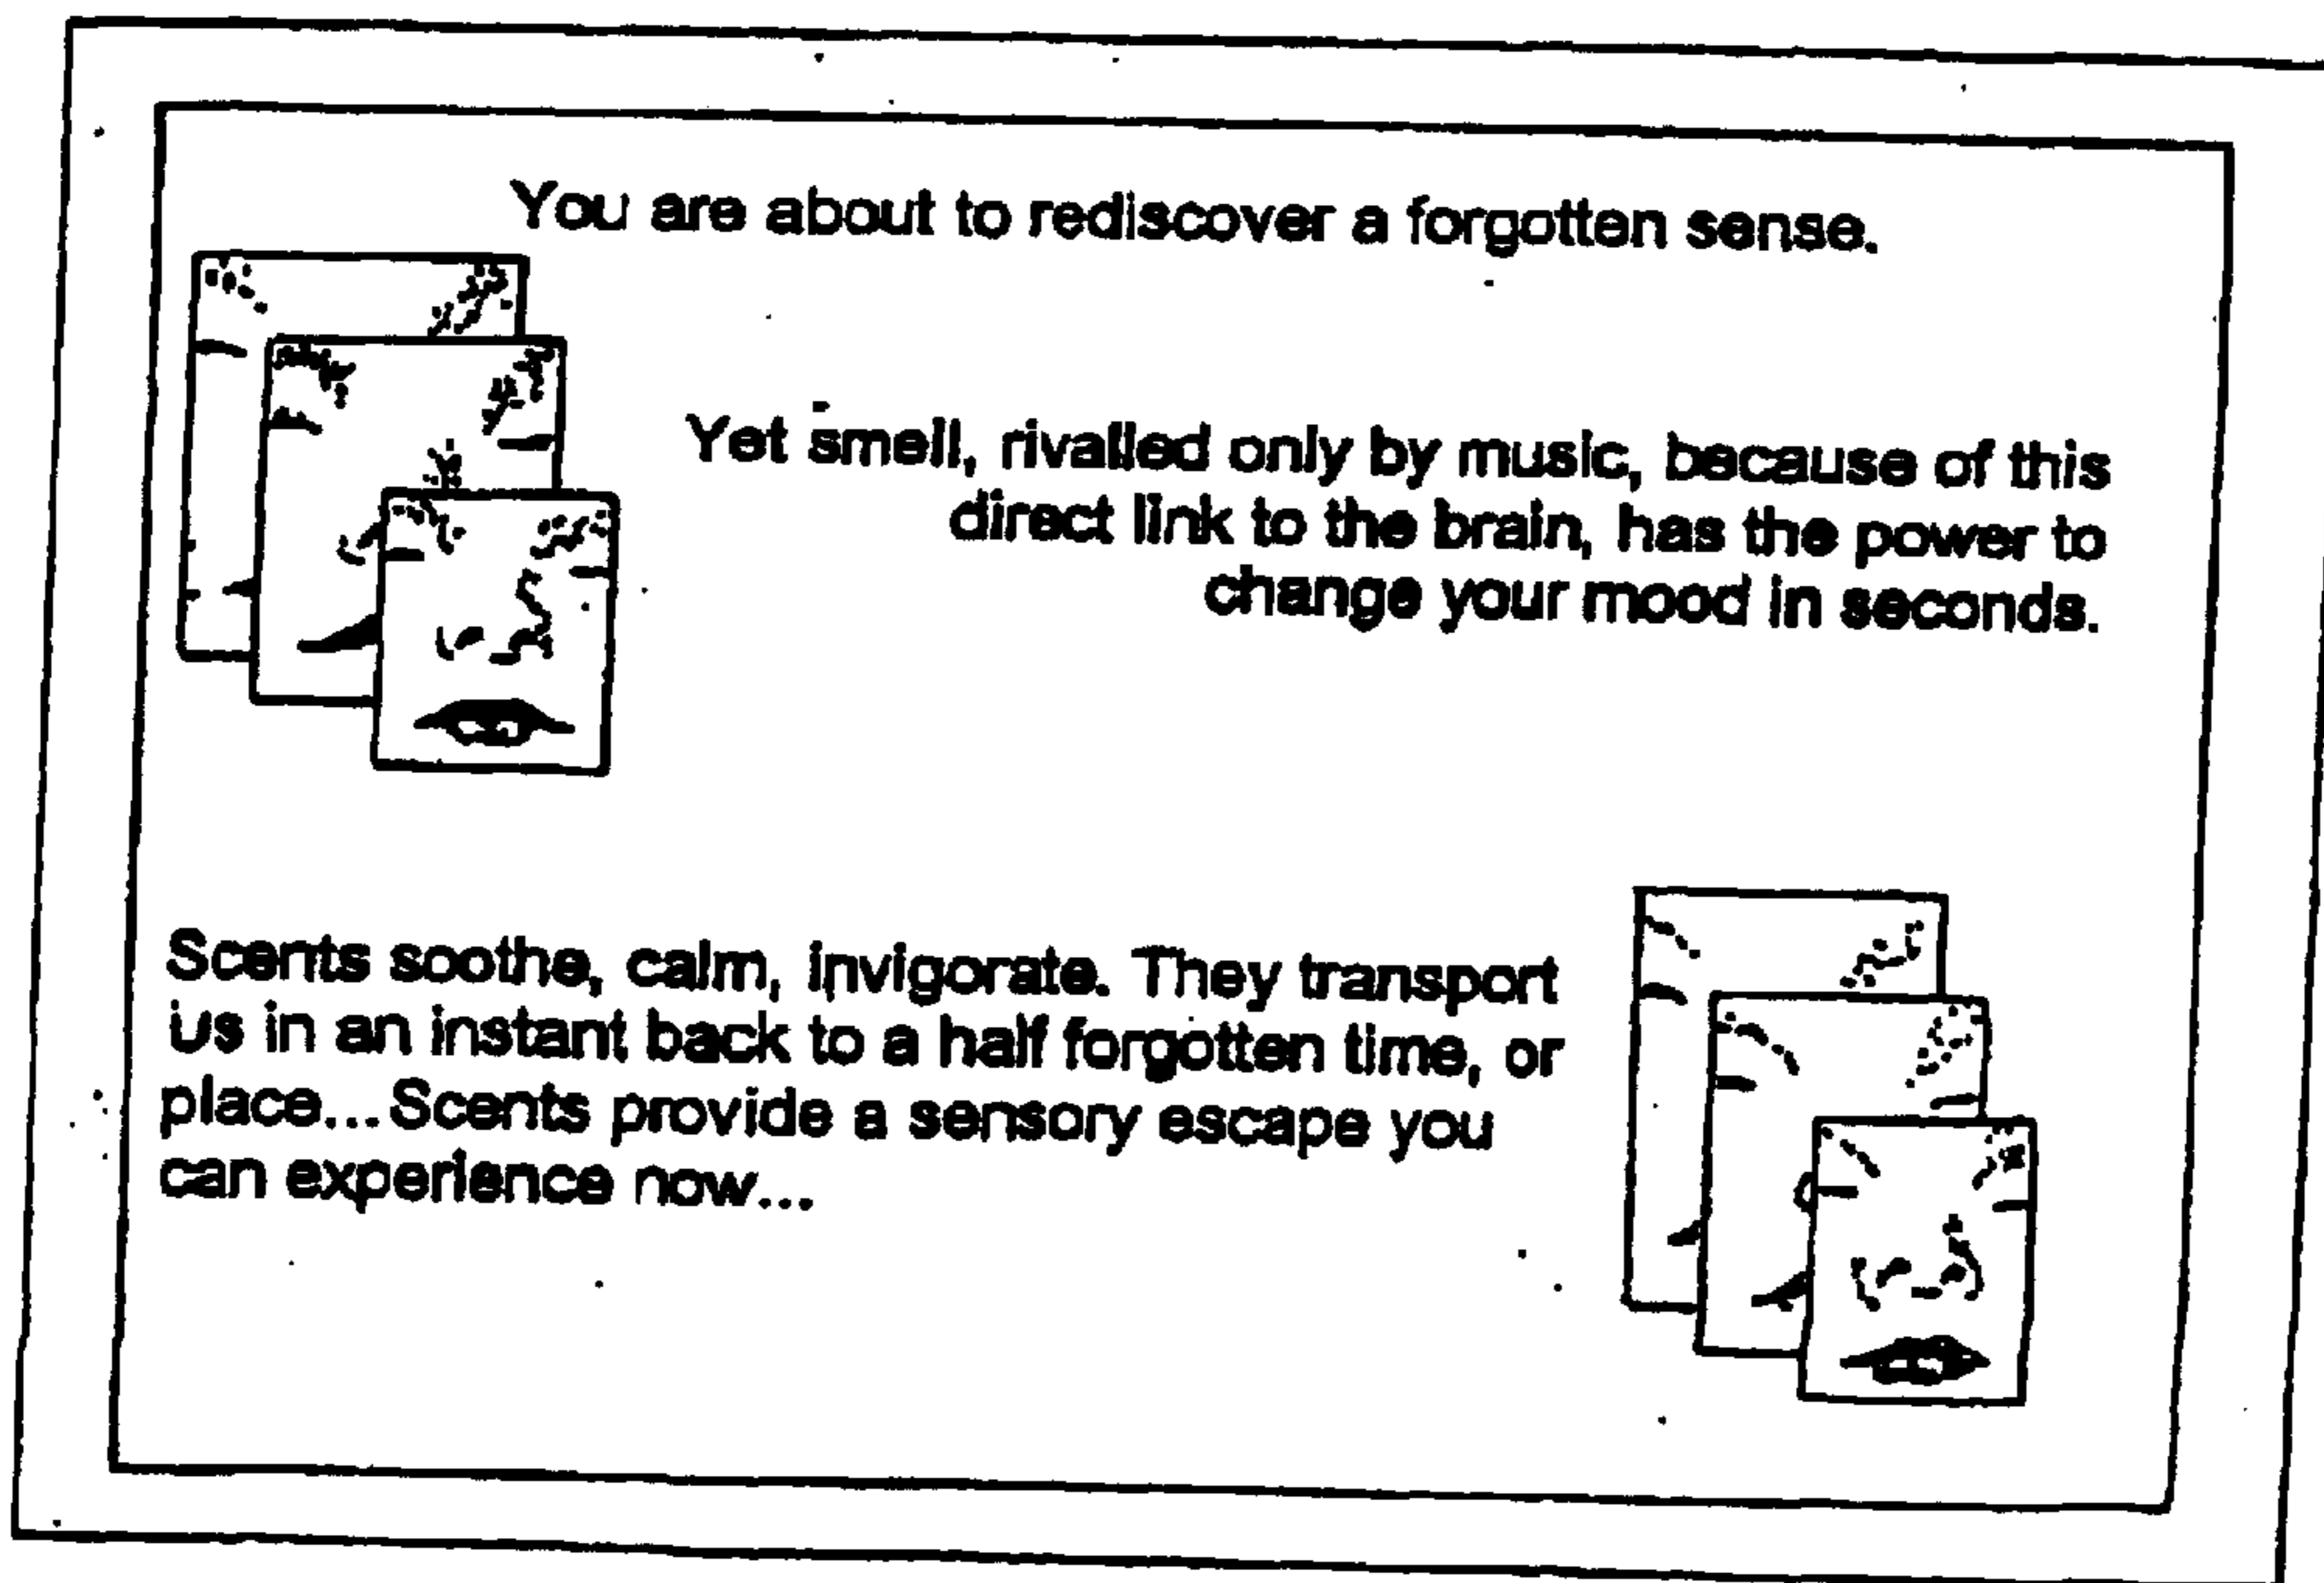 You are about to rediscover a forgotten sense.
Yet smell, rivalled only by music, because of this
direct link to the brain, has the power to
change your mood in seconds.
Scents soothe, calm, invigorate. They transport
us in an instant back to a half forgotten time, or
place...Scents provide a sensory escape you
can experience now...